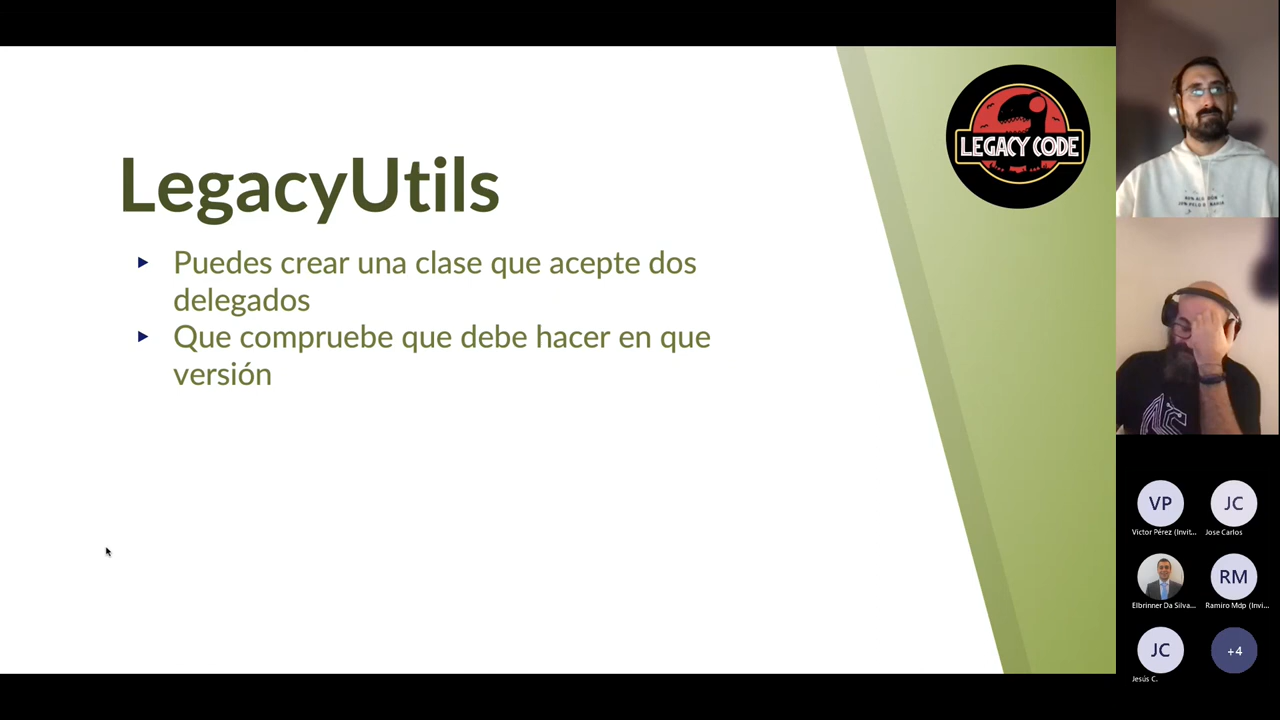 LEGACY CODE
LegacyUtils
Puedes crear una clase que acepte dos
delegados
Que compruebe que debe hacer en que
versión
VP
JC
Victor Pérez (Invit...
Jose Carlos
RM
Elbrinner Da Silva...
Ramiro Mdp (Invi...
JC
+4
Jesús C.